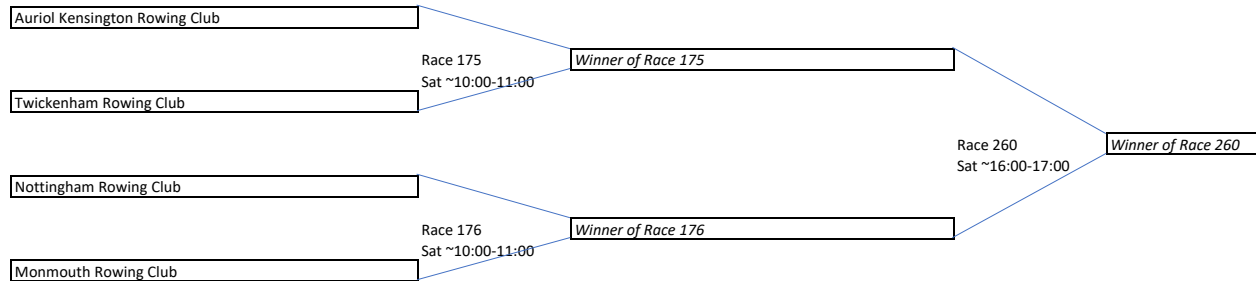 Auriol Kensington Rowing Club
Race 175
Sat ~10:00-11:00
Winner of Race 175
Twickenham Rowing Club
Race 260
Sat ~16:00-17:00
Winner of Race 260
Nottingham Rowing Club
Race 176
Sat ~10:00-11:00
Winner of Race 176
Monmouth Rowing Club